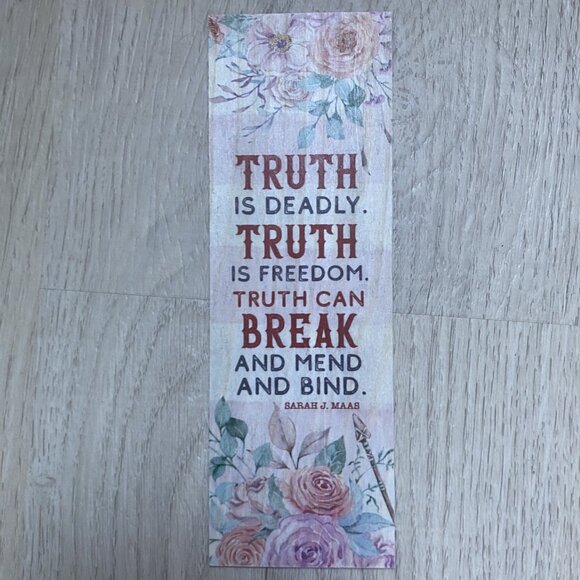 TRUTH
IS DEADLY.
TRUTH
IS FREEDOM.
TRUTH CAN
BREAK
AND MEND
AND BIND.
SARAH J. MAAS